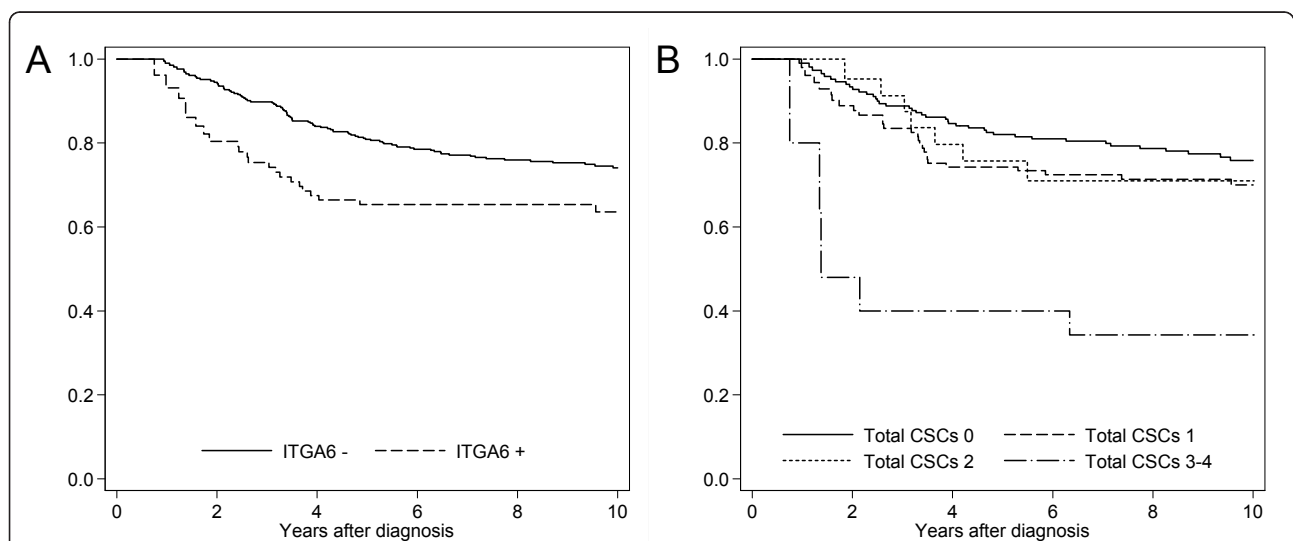 A
1.0
0.8
0.6
0.4
0.2
0.0
ITGA6 - ITGA6 +
0 2 4 6 8 10
Years after diagnosis
B
1.0
0.8
0.6
0.4
0.2
0.0
Total CSCs 0 Total CSCs 1
Total CSCs 2 Total CSCs 3-4
0 2 4 6 8 10
Years after diagnosis